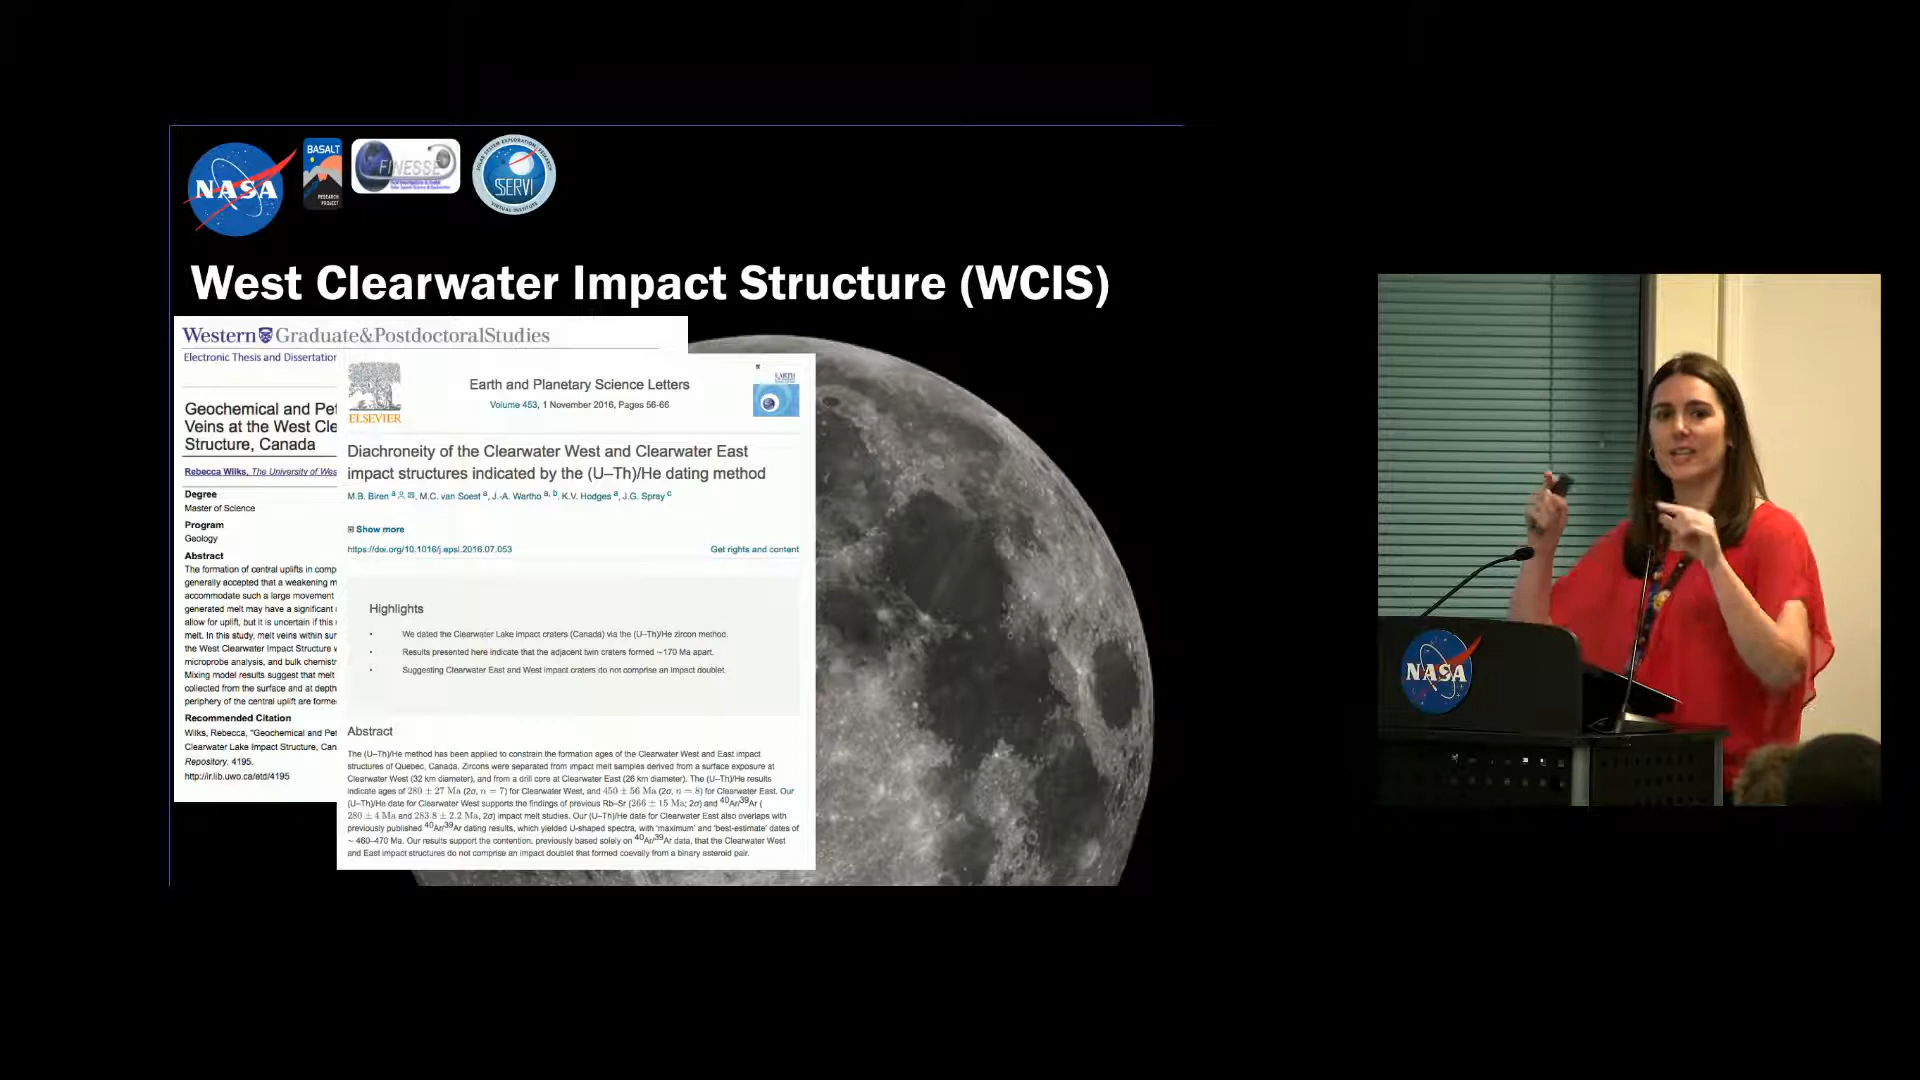 NASA
BASALT
RESEARCH
PROJECT
FINESSE
SOLAR SYSTEM EXPLORATION RESEARCH
SSERVI
VIRTUAL INSTITUTE
West Clearwater Impact Structure (WCIS)
Western Graduate&PostdoctoralStudies
Electronic Thesis and Dissertation
Geochemical and Pet
Veins at the West Cle
Structure, Canada
Rebecca Wilks, The University of Wes
Degree
Master of Science
Program
Geology
Abstract
The formation of central uplifts in comp
generally accepted that a weakening m
accommodate such a large movement
generated melt may have a significant
allow for uplift, but it is uncertain if this
melt. In this study, melt veins within sur
the West Clearwater Impact Structure w
microprobe analysis, and bulk chemistr
Mixing model results suggest that melt
collected from the surface and at depth
periphery of the central uplift are forme
Recommended Citation
Wilks, Rebecca, "Geochemical and Pet
Clearwater Lake Impact Structure, Can
Repository. 4195.
http://ir.lib.uwo.ca/etd/4195
ELSEVIER
Earth and Planetary Science Letters
Volume 453, 1 November 2016, Pages 56-66
EARTH
Diachroneity of the Clearwater West and Clearwater East
impact structures indicated by the (U–Th)/He dating method
M.B. Biren a, M.C. van Soest a, J.-A. Wartho a, b, K.V. Hodges a, J.G. Spray c
Show more
https://doi.org/10.1016/j.epsl.2016.07.053
Get rights and content
Highlights
• We dated the Clearwater Lake impact craters (Canada) via the (U–Th)/He zircon method.
• Results presented here indicate that the adjacent twin craters formed ~170 Ma apart.
• Suggesting Clearwater East and West impact craters do not comprise an impact doublet.
Abstract
The (U–Th)/He method has been applied to constrain the formation ages of the Clearwater West and East impact
structures of Quebec, Canada. Zircons were separated from impact melt samples derived from a surface exposure at
Clearwater West (32 km diameter), and from a drill core at Clearwater East (26 km diameter). The (U–Th)/He results
indicate ages of 280 ± 27 Ma (2σ, n = 7) for Clearwater West, and 450 ± 56 Ma (2σ, n = 8) for Clearwater East. Our
(U–Th)/He date for Clearwater West supports the findings of previous Rb–Sr (266 ± 15 Ma; 2σ) and 40Ar/39Ar (
280 ± 4 Ma and 283.8 ± 2.2 Ma, 2σ) impact melt studies. Our (U–Th)/He date for Clearwater East also overlaps with
previously published 40Ar/39Ar dating results, which yielded U-shaped spectra, with 'maximum' and 'best-estimate' dates of
~ 460–470 Ma. Our results support the contention, previously based solely on 40Ar/39Ar data, that the Clearwater West
and East impact structures do not comprise an impact doublet that formed coevally from a binary asteroid pair.
NASA